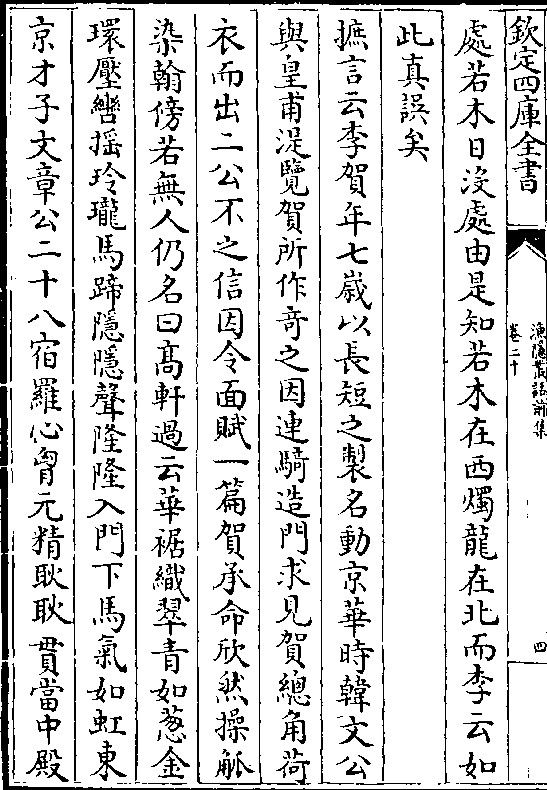 欽定四庫全書
漁隱叢話前集
卷二十
四
處若木日沒處由是知若木在西燭龍在北而李云如
此真誤矣
摭言云李賀年七歲以長短之製名動京華時韓文公
與皇甫湜覽賀所作奇之因連騎造門求見賀總角荷
衣而出二公不之信因令面賦一篇賀承命欣然操觚
染翰傍若無人仍名曰髙軒過云華裾織翠青如葱金
環壓轡揺玲瓏馬蹄隱隱聲隆隆入門下馬氣如虹東
京才子文章公二十八宿羅心胷元精耿耿貫當中殿